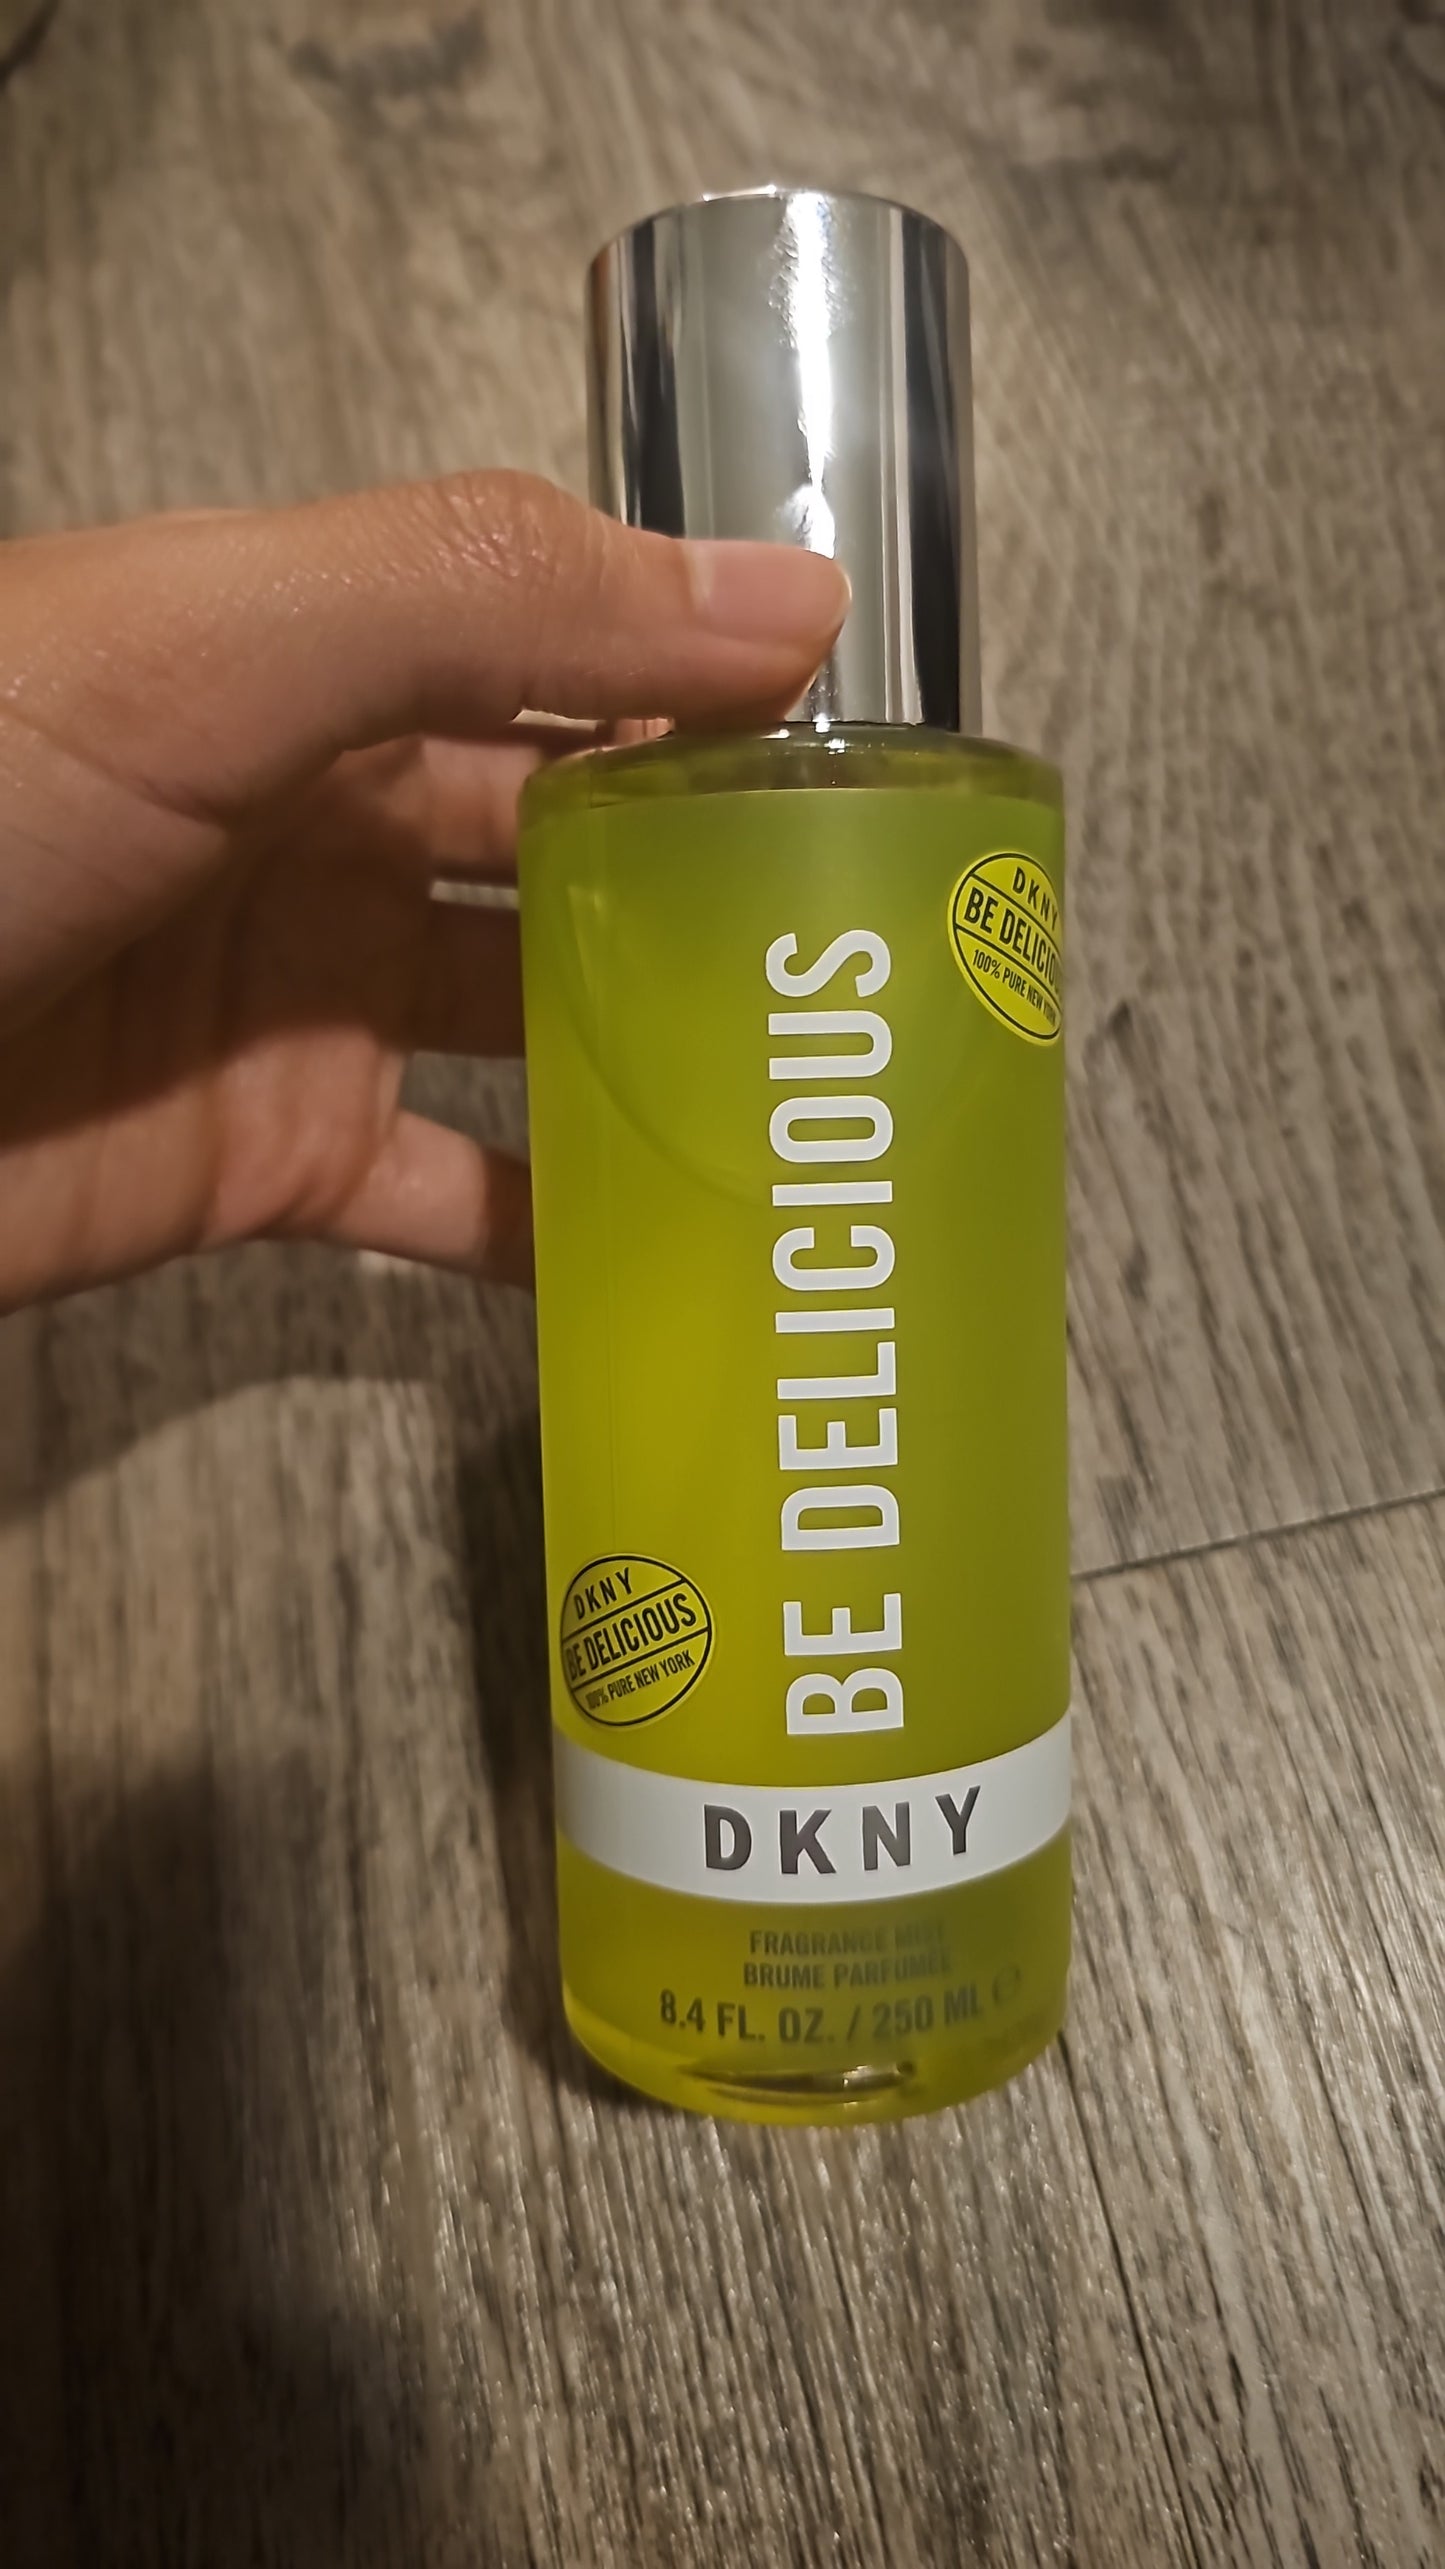 DKNY
BE DELICIOUS
100% PURE NEW YORK
BE DELICIOUS
DKNY
BE DELICIOUS
100% PURE NEW YORK
DKNY
FRAGRANCE MIST
BRUME PARFUMÉE
8.4 FL. OZ. / 250 ML ℮